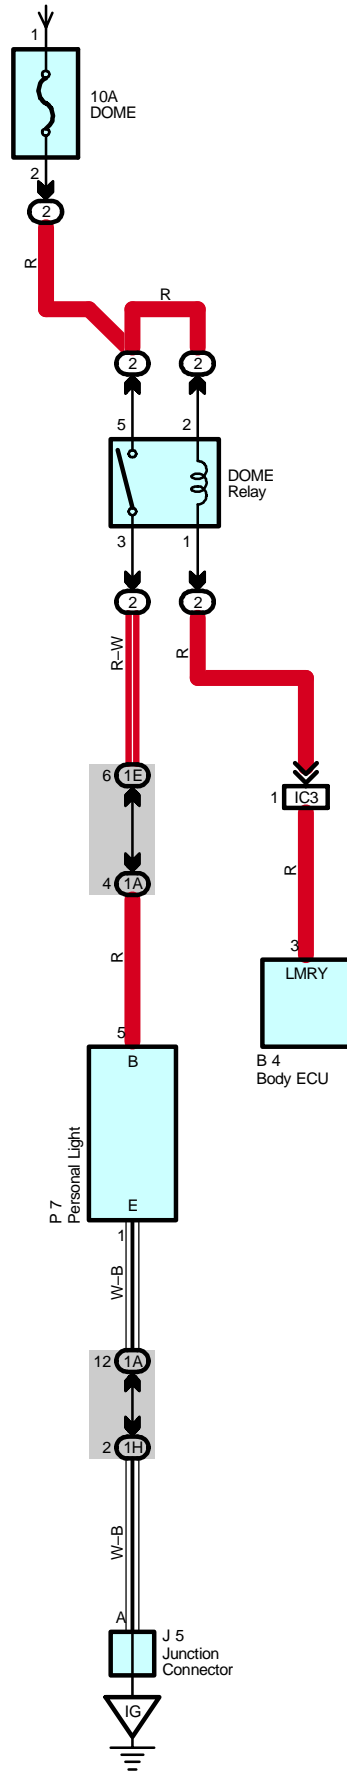 1
10A
DOME
2
2
R
R
2
2
5
2
DOME
Relay
3
1
2
2
R–W
R
6
1E
1
IC3
4
1A
R
R
5
3
B
LMRY
B 4
Body ECU
P 7
Personal Light
E
1
W–B
12
1A
2
1H
W–B
A
J 5
Junction
Connector
IG